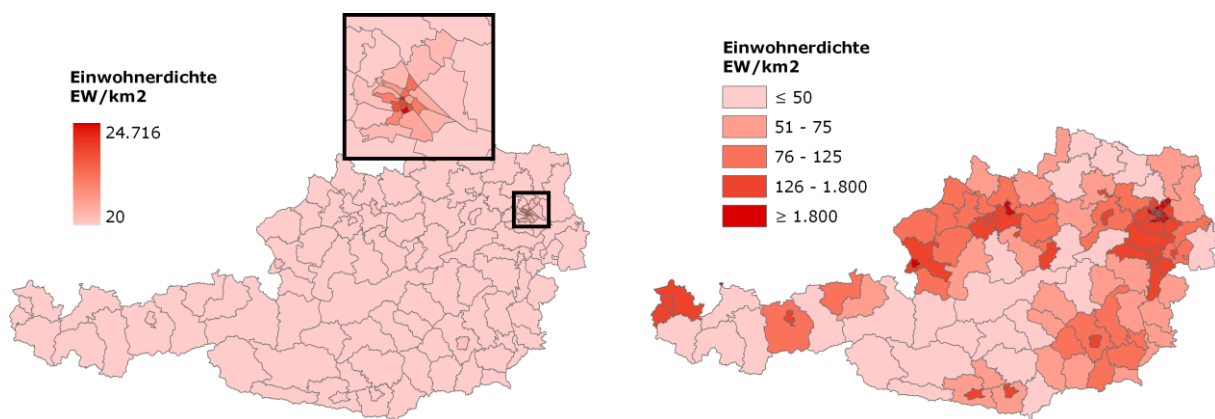 Einwohnerdichte
EW/km2
24.716
20
Einwohnerdichte
EW/km2
≤ 50
51 - 75
76 - 125
126 - 1.800
≥ 1.800